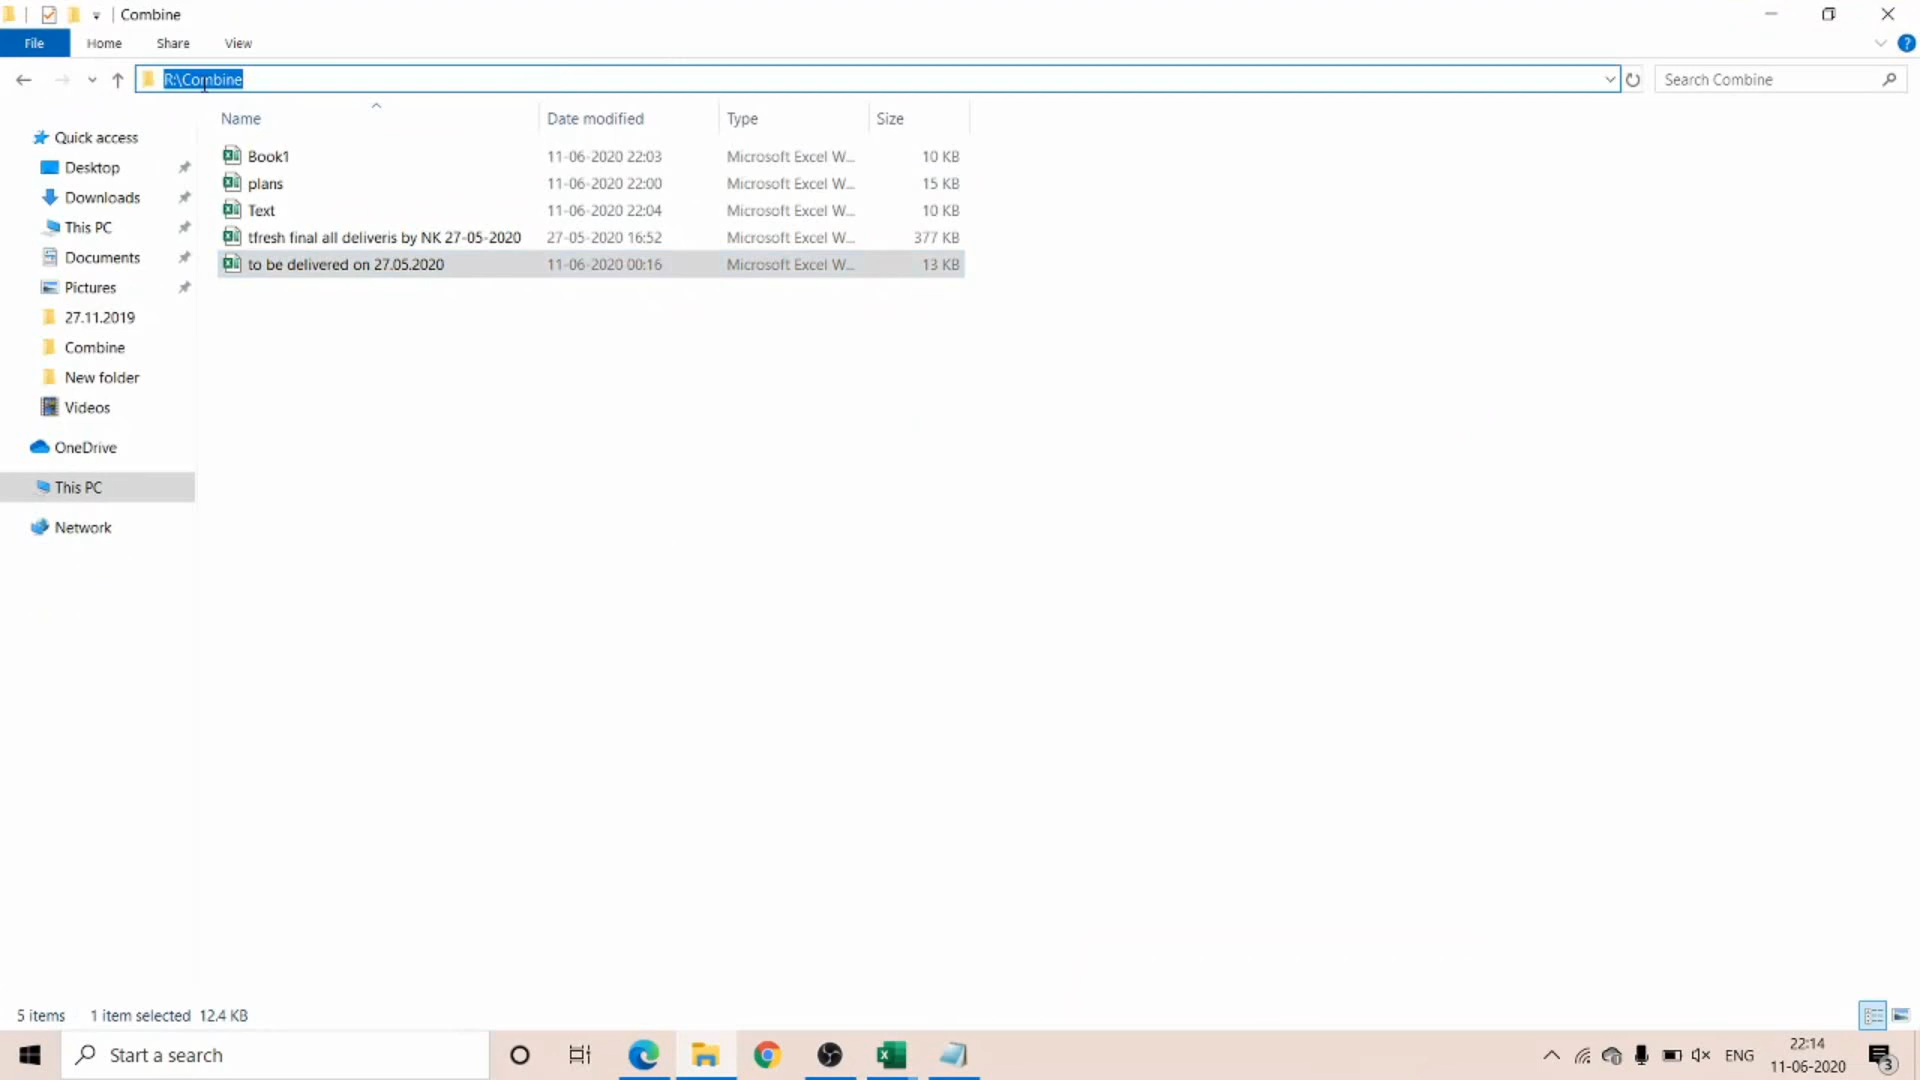 Combine
File Home Share View
R:\Combine
Search Combine
Name Date modified Type Size
Quick access
Desktop
Downloads
This PC
Documents
Pictures
27.11.2019
Combine
New folder
Videos
OneDrive
This PC
Network
Book1 11-06-2020 22:03 Microsoft Excel W... 10 KB
plans 11-06-2020 22:00 Microsoft Excel W... 15 KB
Text 11-06-2020 22:04 Microsoft Excel W... 10 KB
tfresh final all deliveris by NK 27-05-2020 27-05-2020 16:52 Microsoft Excel W... 377 KB
to be delivered on 27.05.2020 11-06-2020 00:16 Microsoft Excel W... 13 KB
5 items 1 item selected 12.4 KB
Start a search
ENG
22:14
11-06-2020
3